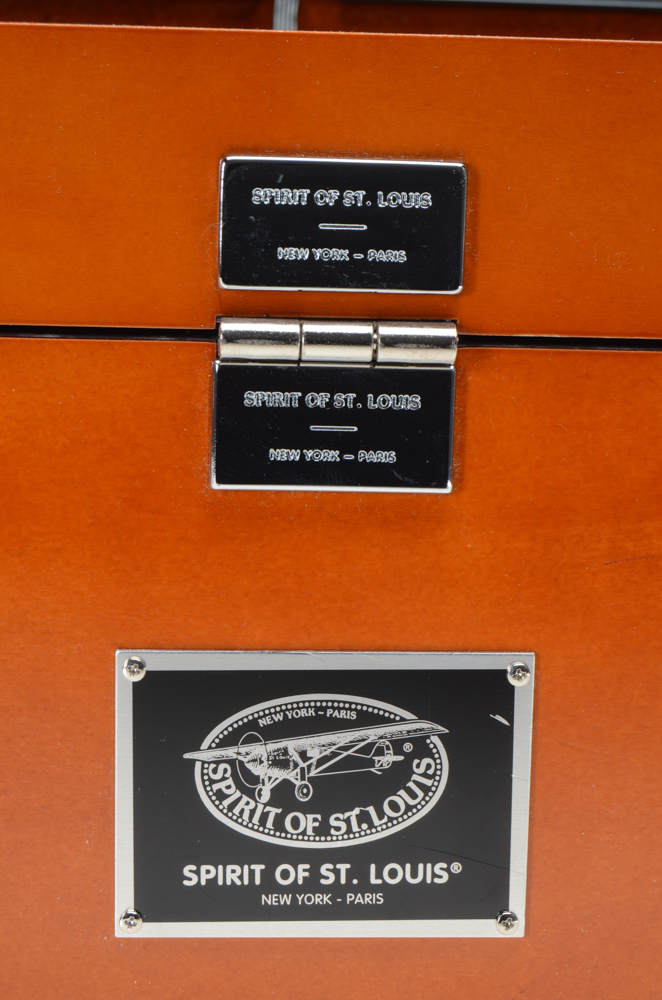 SPIRIT OF ST. LOUIS
NEW YORK – PARIS
SPIRIT OF ST. LOUIS
NEW YORK – PARIS
NEW YORK – PARIS
®
SPIRIT OF ST. LOUIS
SPIRIT OF ST. LOUIS®
NEW YORK - PARIS